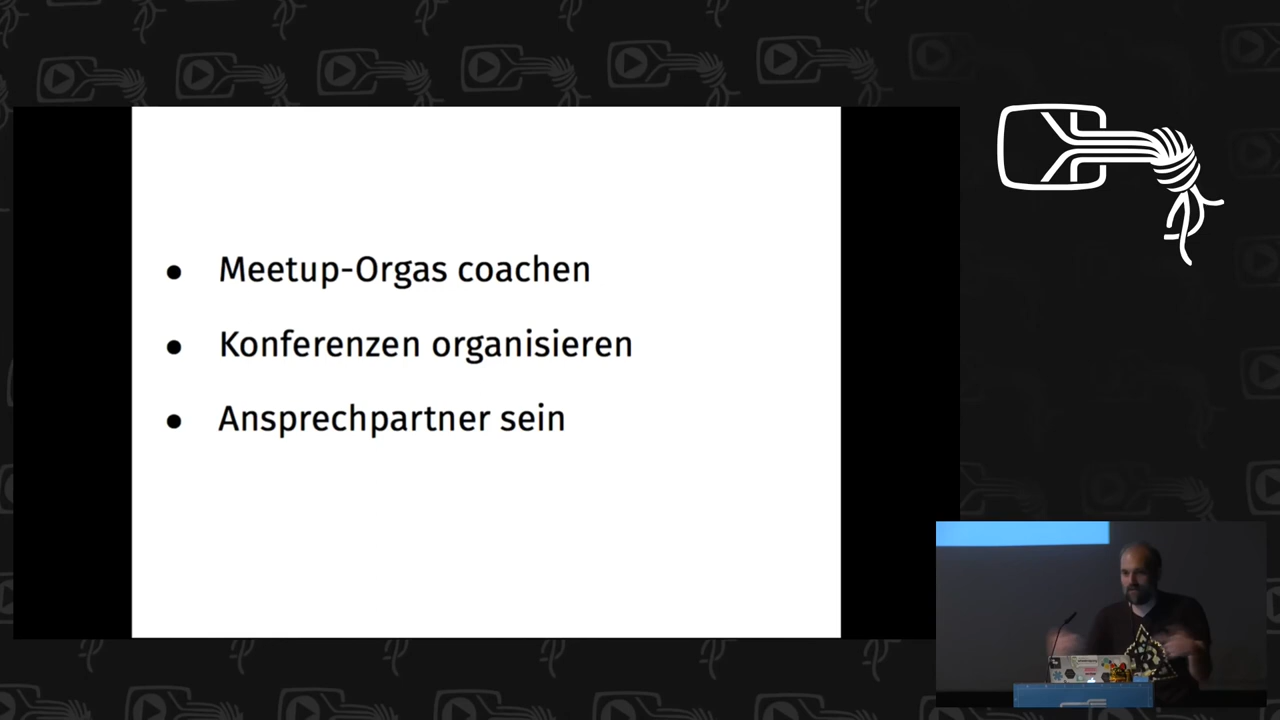 ● Meetup-Orgas coachen
● Konferenzen organisieren
● Ansprechpartner sein